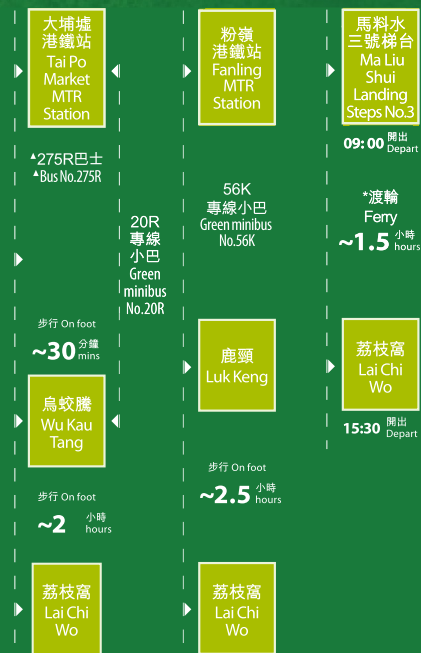 大埔墟
港鐵站
Tai Po
Market
MTR
Station
▲275R巴士
▲Bus No.275R
20R
專線
小巴
Green
minibus
No.20R
步行 On foot
~30 分鐘
mins
烏蛟騰
Wu Kau
Tang
步行 On foot
~2 小時
hours
荔枝窩
Lai Chi
Wo
粉嶺
港鐵站
Fanling
MTR
Station
56K
專線小巴
Green minibus
No.56K
鹿頸
Luk Keng
步行 On foot
~2.5 小時
hours
荔枝窩
Lai Chi
Wo
馬料水
三號梯台
Ma Liu
Shui
Landing
Steps No.3
09:00 開出
Depart
*渡輪
Ferry
~1.5 小時
hours
荔枝窩
Lai Chi
Wo
15:30 開出
Depart